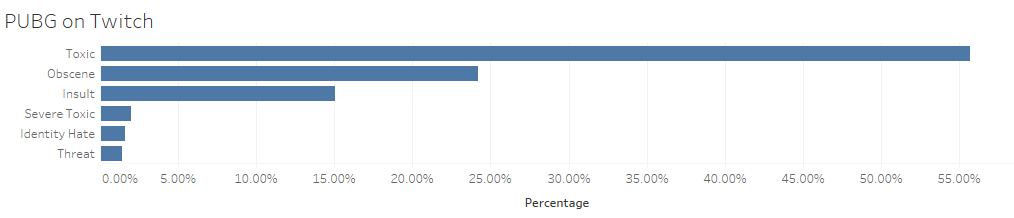 PUBG on Twitch
Toxic
Obscene
Insult
Severe Toxic
Identity Hate
Threat
0.00% 5.00% 10.00% 15.00% 20.00% 25.00% 30.00% 35.00% 40.00% 45.00% 50.00% 55.00%
Percentage